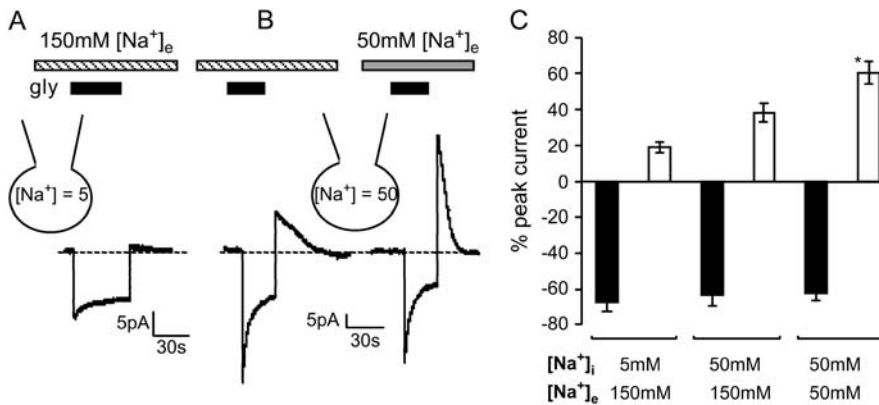 A
B
C
150mM [Na⁺]ₑ
50mM [Na⁺]ₑ
gly
[Na⁺] = 5
[Na⁺] = 50
5pA
30s
5pA
30s
% peak current
80
60
40
20
0
-20
-40
-60
-80
*
[Na⁺]ᵢ 5mM 50mM 50mM
[Na⁺]ₑ 150mM 150mM 50mM